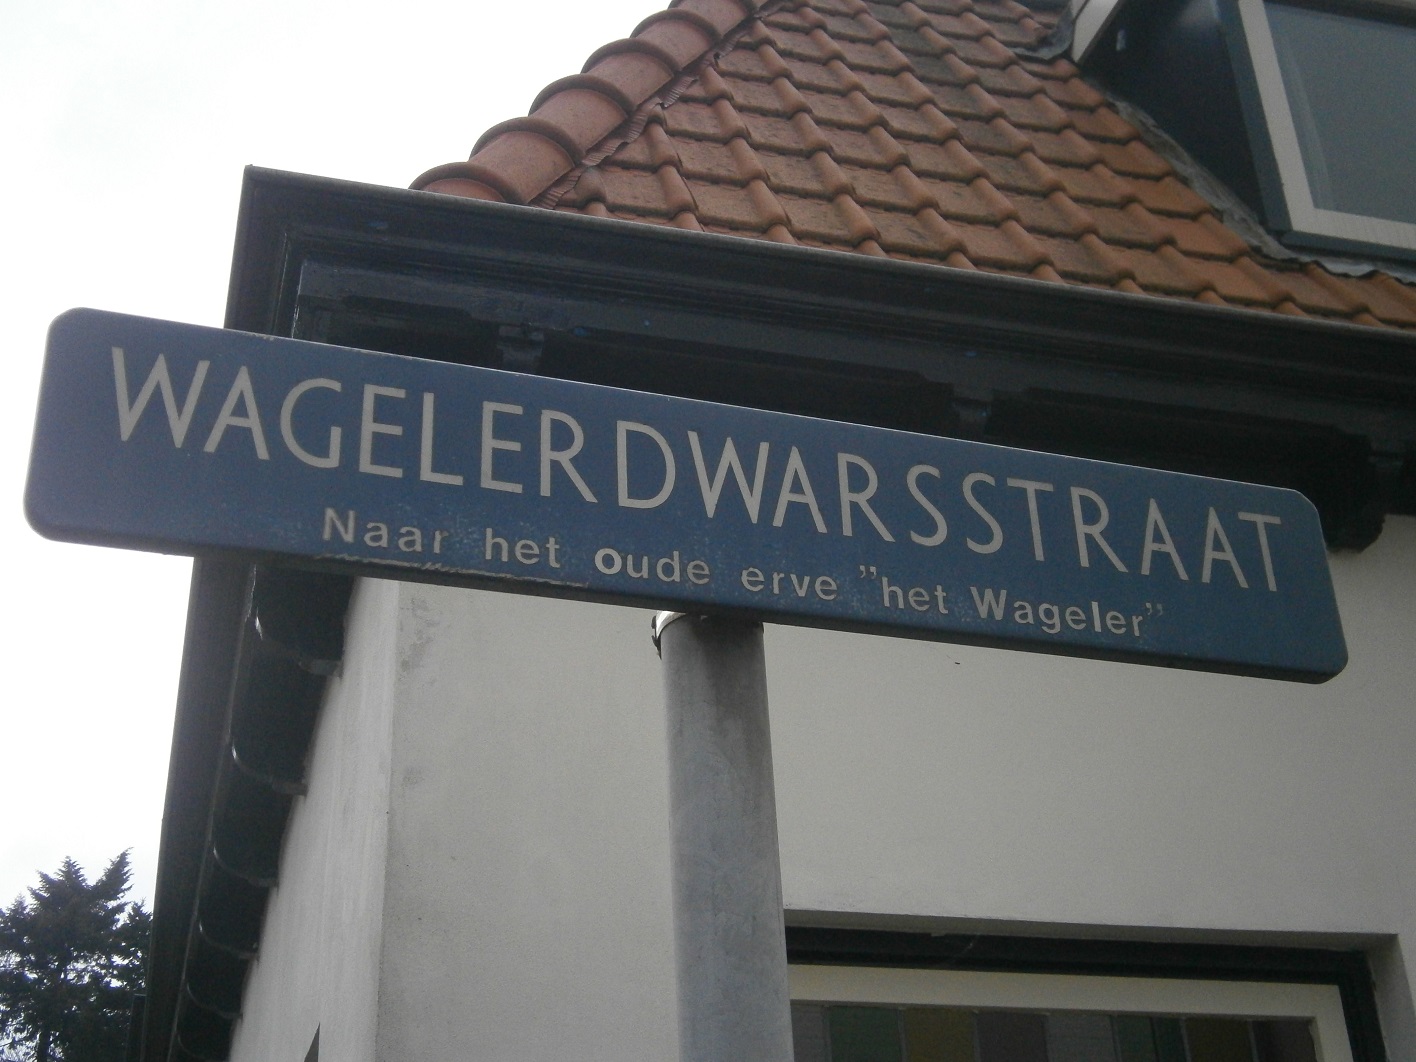 WAGELERDWARSSTRAAT
Naar het oude erve ”het Wageler”